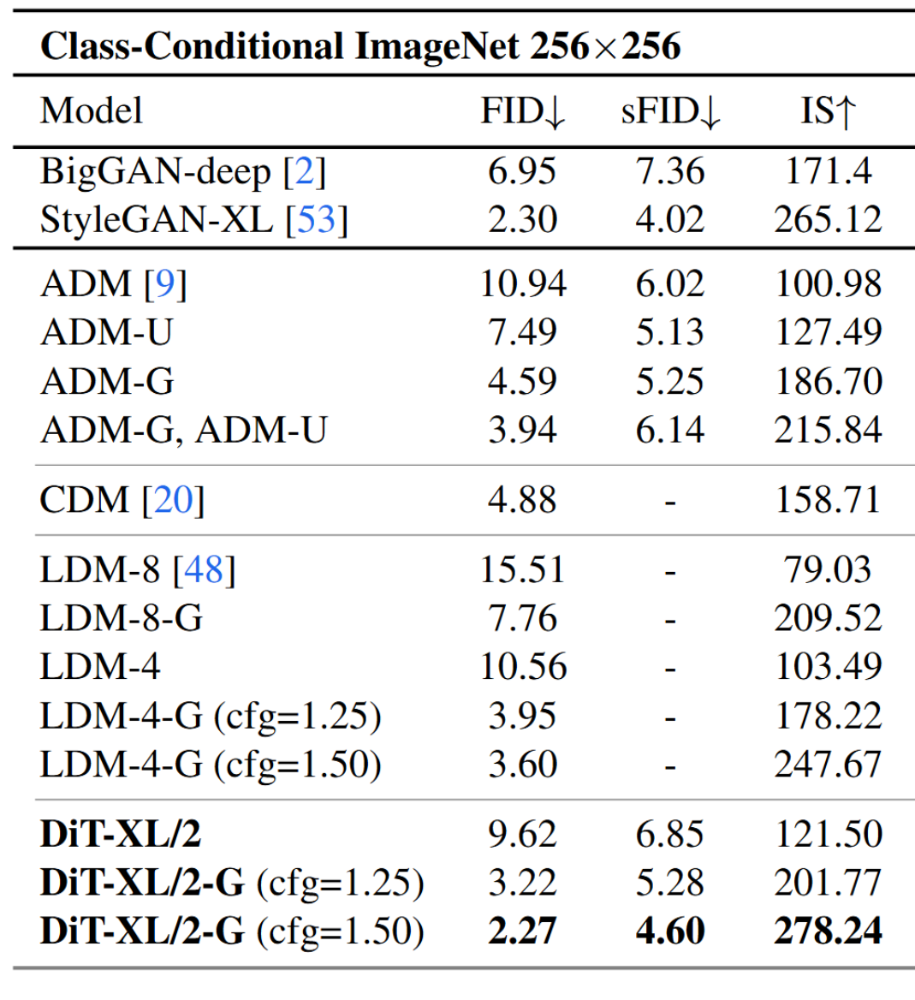 Class-Conditional ImageNet 256×256
Model FID↓ sFID↓ IS↑
BigGAN-deep [2] 6.95 7.36 171.4
StyleGAN-XL [53] 2.30 4.02 265.12
ADM [9] 10.94 6.02 100.98
ADM-U 7.49 5.13 127.49
ADM-G 4.59 5.25 186.70
ADM-G, ADM-U 3.94 6.14 215.84
CDM [20] 4.88 - 158.71
LDM-8 [48] 15.51 - 79.03
LDM-8-G 7.76 - 209.52
LDM-4 10.56 - 103.49
LDM-4-G (cfg=1.25) 3.95 - 178.22
LDM-4-G (cfg=1.50) 3.60 - 247.67
DiT-XL/2 9.62 6.85 121.50
DiT-XL/2-G (cfg=1.25) 3.22 5.28 201.77
DiT-XL/2-G (cfg=1.50) 2.27 4.60 278.24